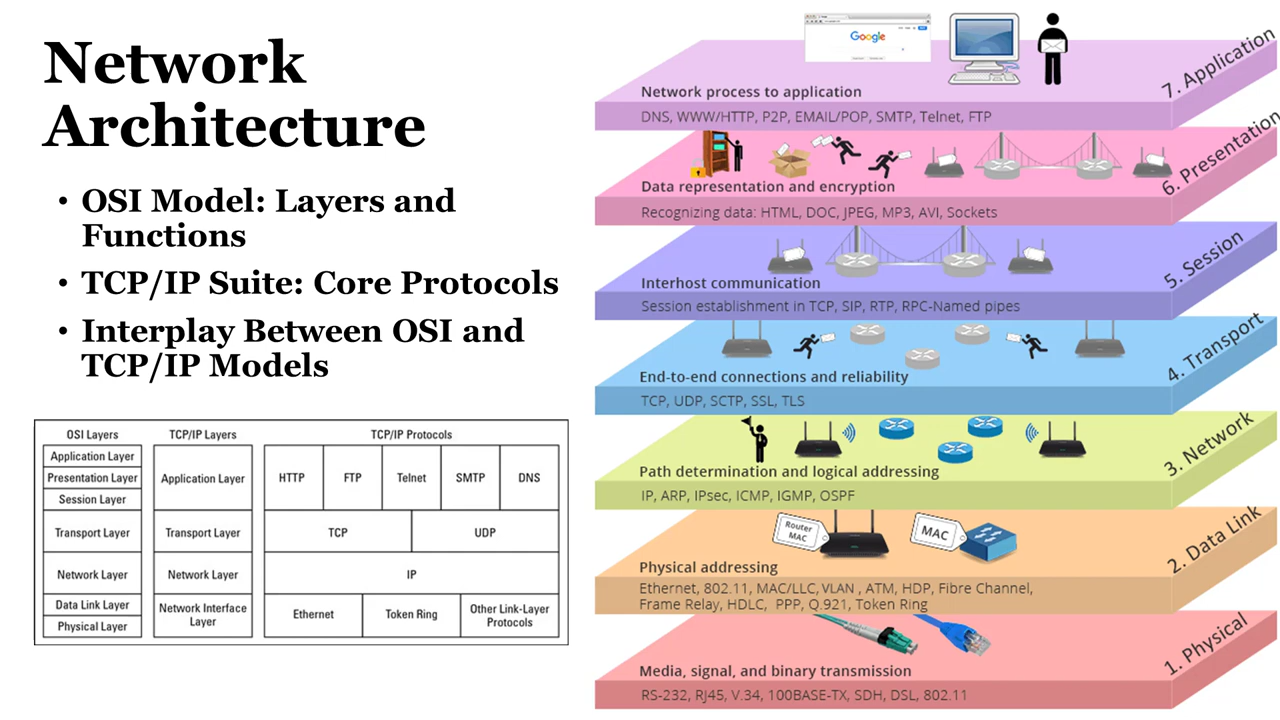 Network
Architecture
• OSI Model: Layers and
Functions
• TCP/IP Suite: Core Protocols
• Interplay Between OSI and
TCP/IP Models
OSI Layers
Application Layer
Presentation Layer
Session Layer
Transport Layer
Network Layer
Data Link Layer
Physical Layer
TCP/IP Layers
Application Layer
Transport Layer
Network Layer
Network Interface
Layer
TCP/IP Protocols
HTTP FTP Telnet SMTP DNS
TCP UDP
IP
Ethernet Token Ring Other Link-Layer
Protocols
Google
7. Application
Network process to application
DNS, WWW/HTTP, P2P, EMAIL/POP, SMTP, Telnet, FTP
6. Presentation
Data representation and encryption
Recognizing data: HTML, DOC, JPEG, MP3, AVI, Sockets
5. Session
Interhost communication
Session establishment in TCP, SIP, RTP, RPC-Named pipes
4. Transport
End-to-end connections and reliability
TCP, UDP, SCTP, SSL, TLS
3. Network
Path determination and logical addressing
IP, ARP, IPsec, ICMP, IGMP, OSPF
2. Data Link
Router
MAC
MAC
Physical addressing
Ethernet, 802.11, MAC/LLC, VLAN , ATM, HDP, Fibre Channel,
Frame Relay, HDLC, PPP, Q.921, Token Ring
1. Physical
Media, signal, and binary transmission
RS-232, RJ45, V.34, 100BASE-TX, SDH, DSL, 802.11